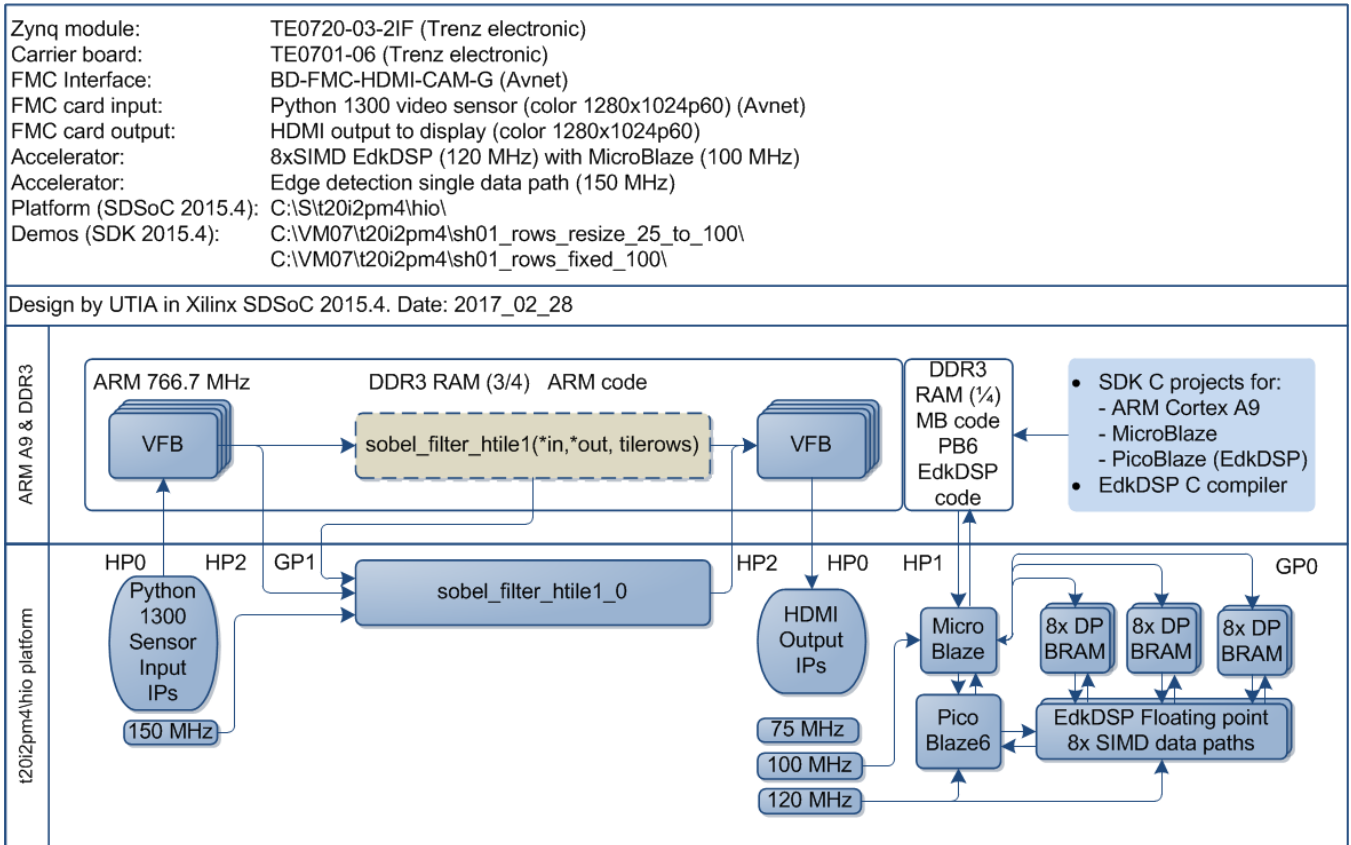 Zynq module: TE0720-03-2IF (Trenz electronic)
Carrier board: TE0701-06 (Trenz electronic)
FMC Interface: BD-FMC-HDMI-CAM-G (Avnet)
FMC card input: Python 1300 video sensor (color 1280x1024p60) (Avnet)
FMC card output: HDMI output to display (color 1280x1024p60)
Accelerator: 8xSIMD EdkDSP (120 MHz) with MicroBlaze (100 MHz)
Accelerator: Edge detection single data path (150 MHz)
Platform (SDSoC 2015.4): C:\S\t20i2pm4\hio\
Demos (SDK 2015.4): C:\VM07\t20i2pm4\sh01_rows_resize_25_to_100\
C:\VM07\t20i2pm4\sh01_rows_fixed_100\
Design by UTIA in Xilinx SDSoC 2015.4. Date: 2017_02_28
ARM A9 & DDR3
ARM 766.7 MHz
DDR3 RAM (3/4) ARM code
VFB
sobel_filter_htile1(*in,*out, tilerows)
VFB
DDR3
RAM (¼)
MB code
PB6
EdkDSP
code
• SDK C projects for:
- ARM Cortex A9
- MicroBlaze
- PicoBlaze (EdkDSP)
• EdkDSP C compiler
t20i2pm4\hio platform
HP0
HP2
GP1
HP2
HP0
HP1
GP0
Python
1300
Sensor
Input
IPs
150 MHz
sobel_filter_htile1_0
HDMI
Output
IPs
75 MHz
100 MHz
120 MHz
Micro
Blaze
Pico
Blaze6
8x DP
BRAM
8x DP
BRAM
8x DP
BRAM
EdkDSP Floating point
8x SIMD data paths